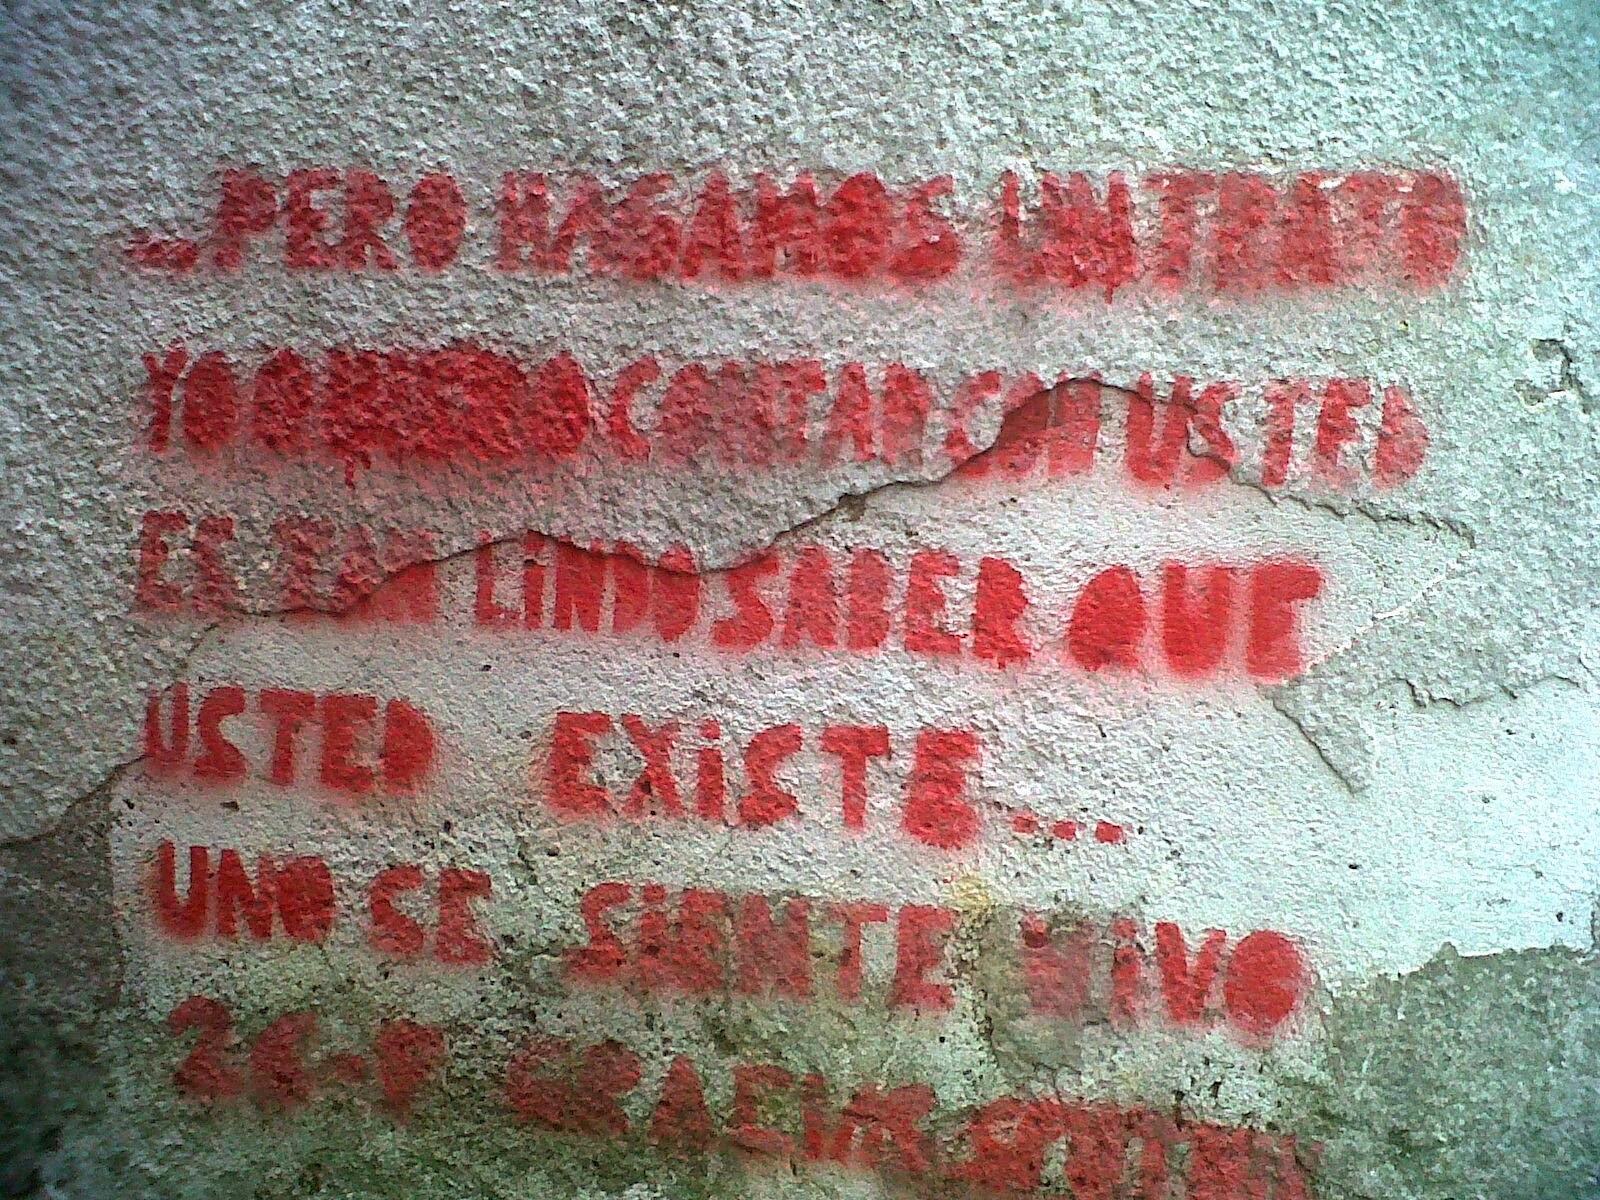 ...PERO HAGAMOS UN TRATO
YO QUIERO CONTAR CON USTED
ES TAN LINDO SABER QUE
USTED EXISTE...
UNO SE SIENTE VIVO